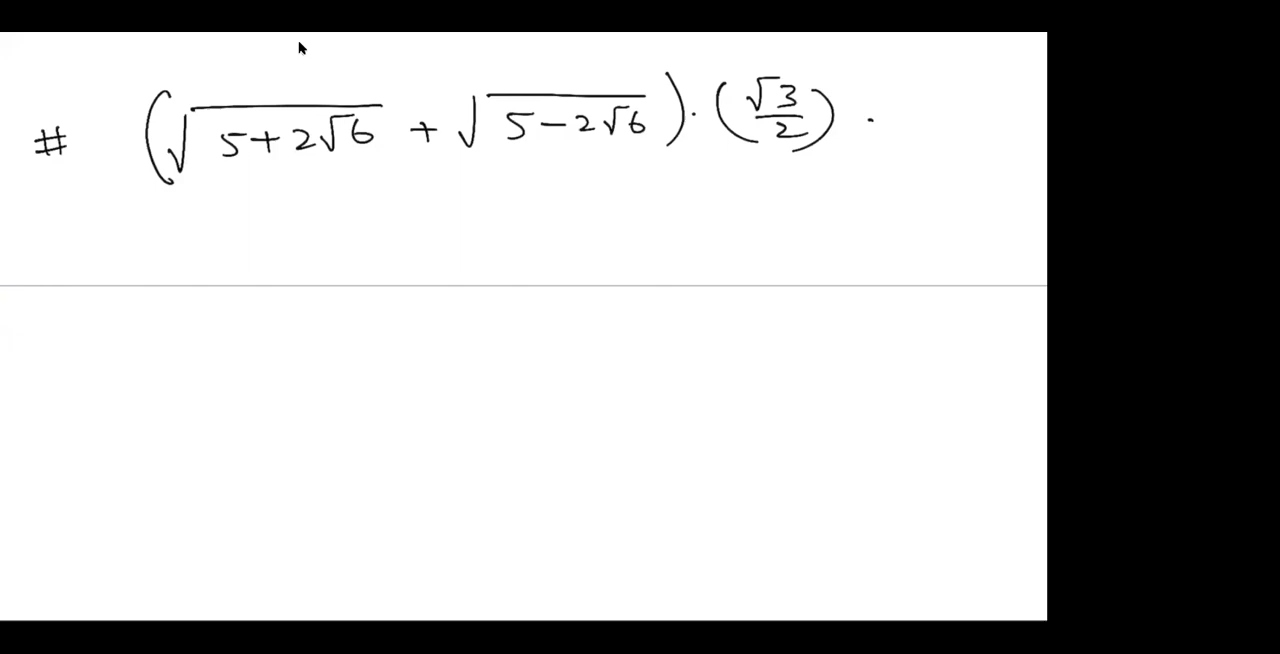 # (√(5+2√6) + √(5-2√6)) · (√3/2) .